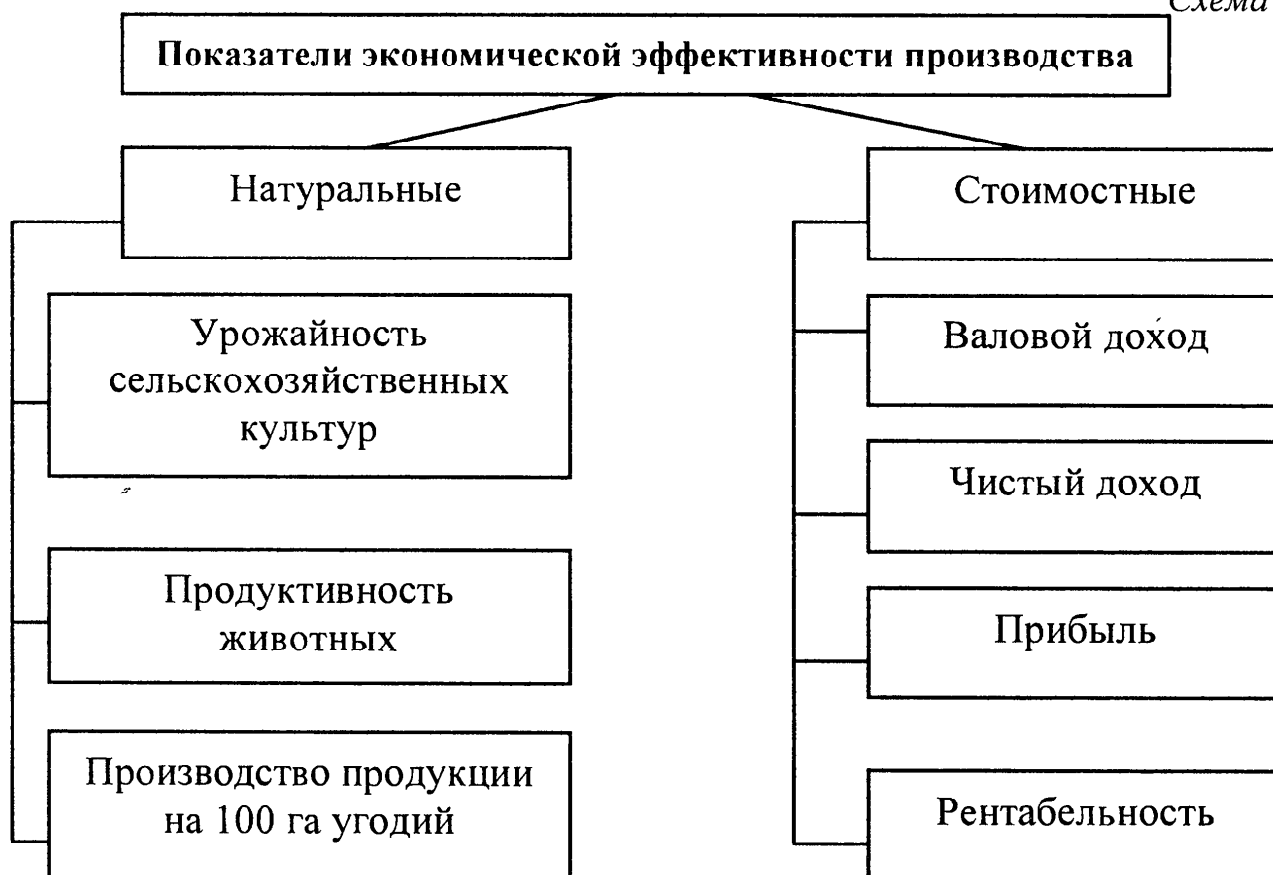 Схема
Показатели экономической эффективности производства
Натуральные
Стоимостные
Урожайность
сельскохозяйственных
культур
Валовой доход
Чистый доход
Продуктивность
животных
Прибыль
Производство продукции
на 100 га угодий
Рентабельность